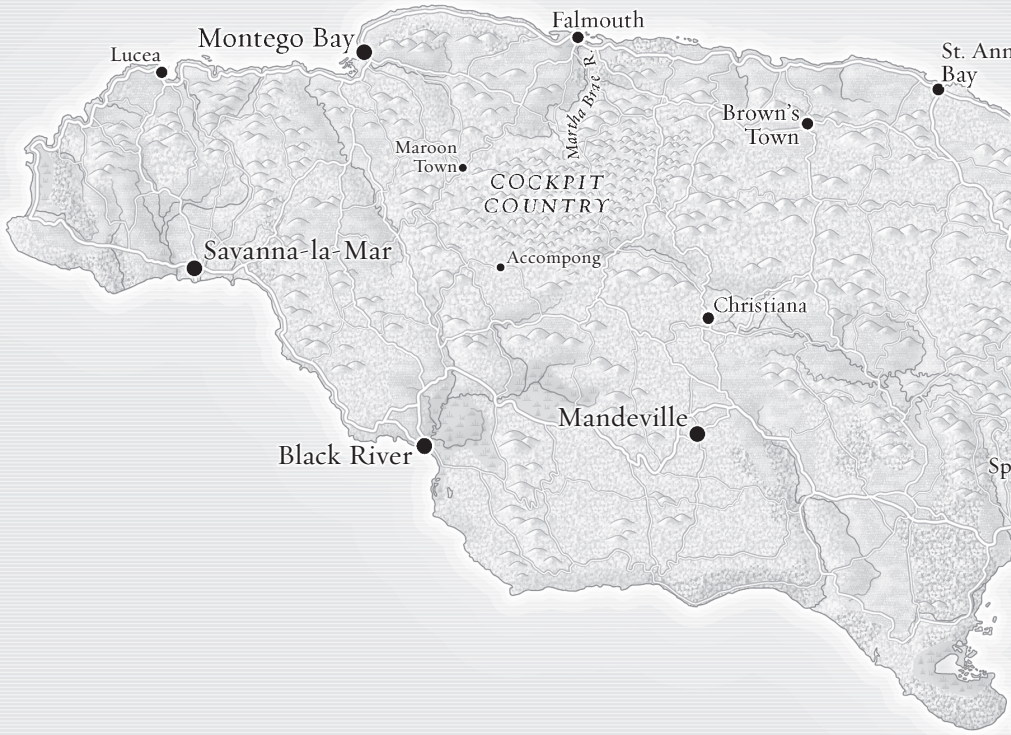 Falmouth
Montego Bay
Lucea
St. Ann
Bay
Martha Brae R.
Brown's
Town
Maroon
Town
COCKPIT
COUNTRY
Savanna-la-Mar
Accompong
Christiana
Mandeville
Black River
Sp